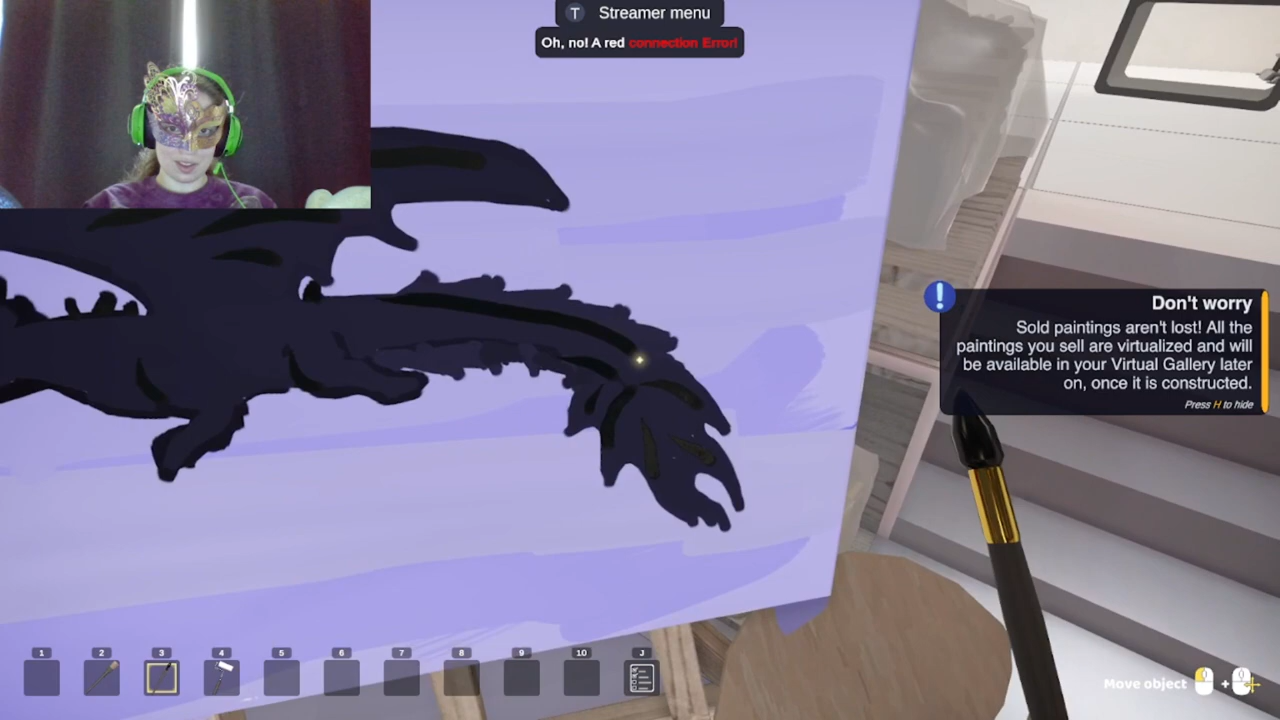 T Streamer menu
Oh, no! A red connection Error!
Don't worry
Sold paintings aren't lost! All the
paintings you sell are virtualized and will
be available in your Virtual Gallery later
on, once it is constructed.
Press H to hide
1 2 3 4 5 6 7 8 9 10 J
Move object +